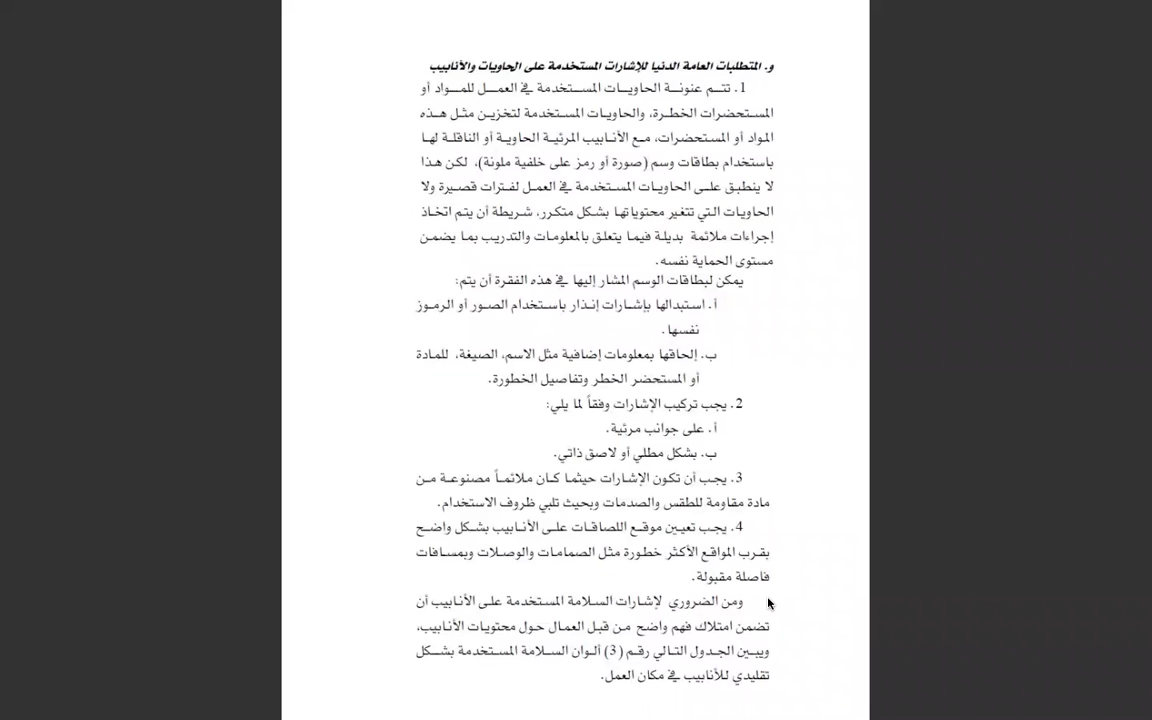 و. المتطلبات العامة الدنيا للإشارات المستخدمة على الحاويات والأنابيب
1. تتم عنونة الحاويات المستخدمة في العمل للمواد أو
المستحضرات الخطرة، والحاويات المستخدمة لتخزين مثل هذه
المواد أو المستحضرات، مع الأنابيب المرئية الحاوية أو الناقلة لها
باستخدام بطاقات وسم (صورة أو رمز على خلفية ملونة)، لكن هذا
لا ينطبق على الحاويات المستخدمة في العمل لفترات قصيرة ولا
الحاويات التي تتغير محتوياتها بشكل متكرر، شريطة أن يتم اتخاذ
إجراءات ملائمة بديلة فيما يتعلق بالمعلومات والتدريب بما يضمن
مستوى الحماية نفسه.
يمكن لبطاقات الوسم المشار إليها في هذه الفقرة أن يتم:
أ. استبدالها بإشارات إنذار باستخدام الصور أو الرموز
نفسها.
ب. إلحاقها بمعلومات إضافية مثل الاسم، الصيغة، للمادة
أو المستحضر الخطر وتفاصيل الخطورة.
2. يجب تركيب الإشارات وفقاً لما يلي:
أ. على جوانب مرئية.
ب. بشكل مطلي أو لاصق ذاتي.
3. يجب أن تكون الإشارات حيثما كان ملائماً مصنوعة من
مادة مقاومة للطقس والصدمات وبحيث تلبي ظروف الاستخدام.
4. يجب تعيين موقع اللصاقات على الأنابيب بشكل واضح
بقرب المواقع الأكثر خطورة مثل الصمامات والوصلات وبمسافات
فاصلة مقبولة.
ومن الضروري لإشارات السلامة المستخدمة على الأنابيب أن
تضمن امتلاك فهم واضح من قبل العمال حول محتويات الأنابيب،
ويبين الجدول التالي رقم (3) ألوان السلامة المستخدمة بشكل
تقليدي للأنابيب في مكان العمل.